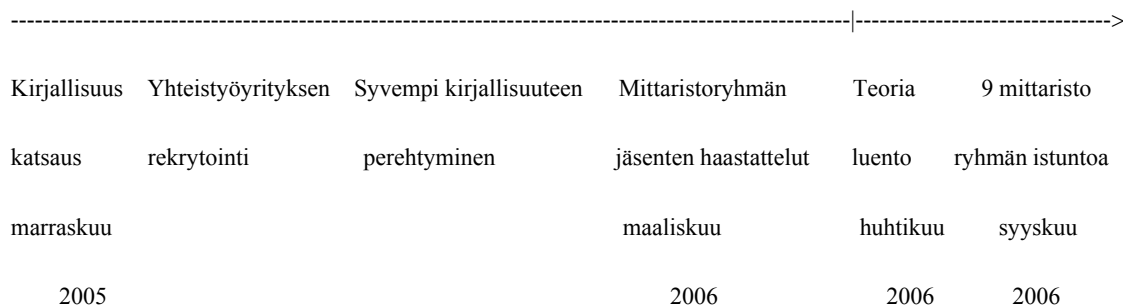 ------------------------------------------------------------------------------------------------|------------------------------>
Kirjallisuus Yhteistyöyrityksen Syvempi kirjallisuuteen Mittaristoryhmän Teoria 9 mittaristo
katsaus rekrytointi perehtyminen jäsenten haastattelut luento ryhmän istuntoa
marraskuu maaliskuu huhtikuu syyskuu
2005 2006 2006 2006